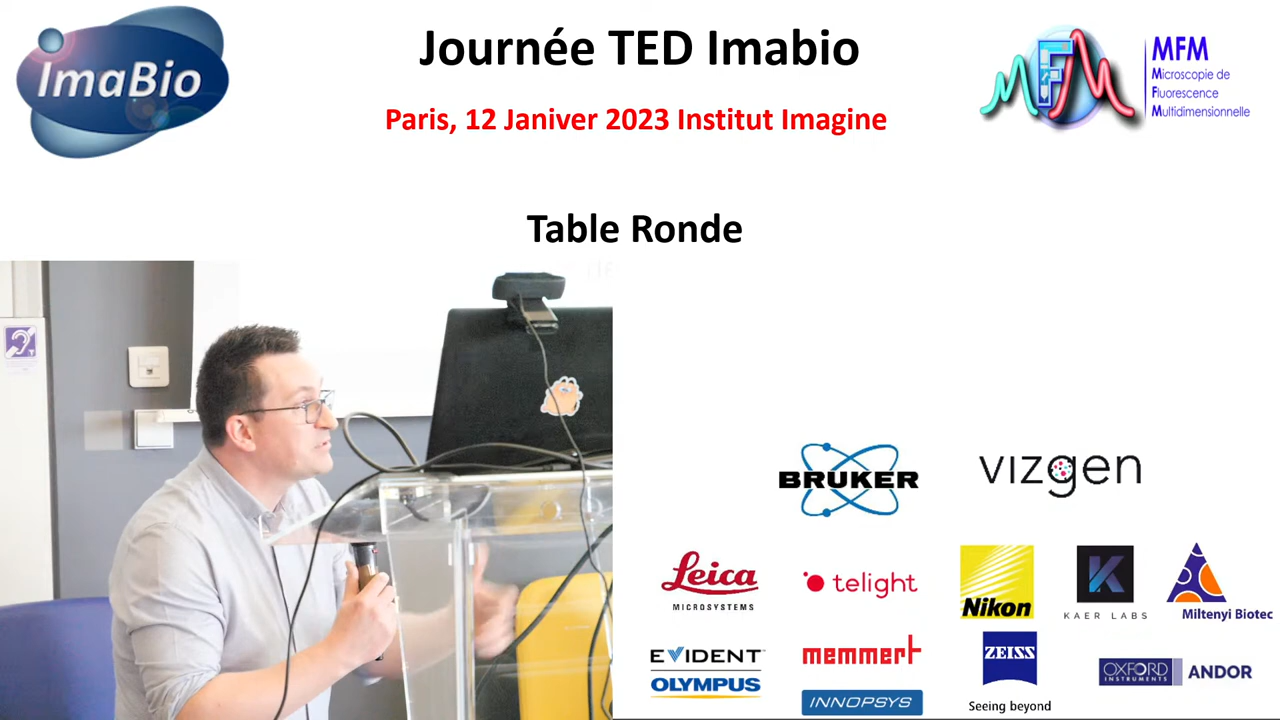 ImaBio
Journée TED Imabio
Paris, 12 Janiver 2023 Institut Imagine
MFM
MFM
Microscopie de
Fluorescence
Multidimensionnelle
Table Ronde
BRUKER
vizgen
Leica
MICROSYSTEMS
telight
Nikon
K
KAER LABS
Miltenyi Biotec
EVIDENT
OLYMPUS
memmert
INNOPSYS
ZEISS
Seeing beyond
OXFORD
INSTRUMENTS
ANDOR